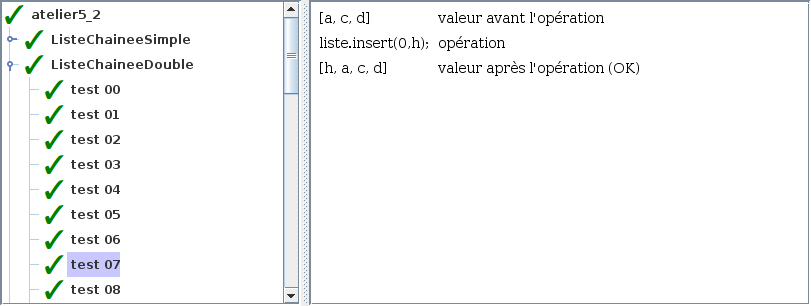 atelier5_2
ListeChaineeSimple
ListeChaineeDouble
test 00
test 01
test 02
test 03
test 04
test 05
test 06
test 07
test 08
[a, c, d] valeur avant l'opération
liste.insert(0,h); opération
[h, a, c, d] valeur après l'opération (OK)